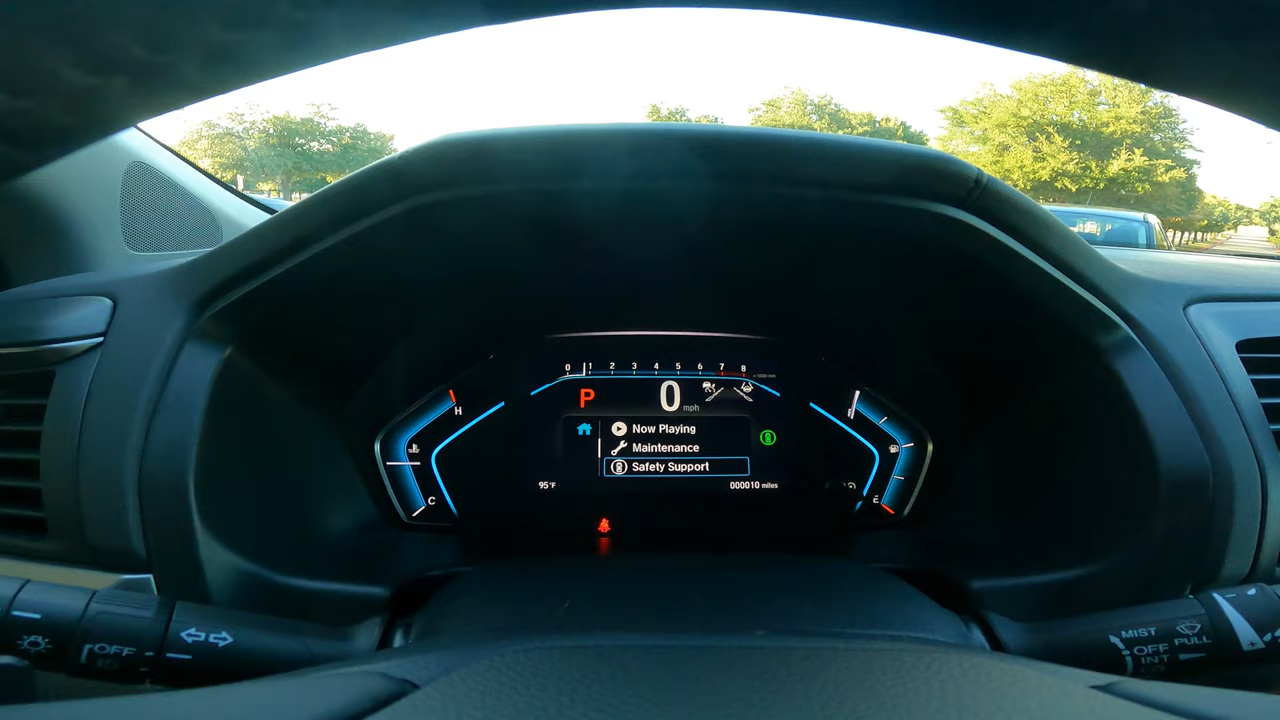 0 1 2 3 4 5 6 7 8
P 0 mph
H
F
Now Playing
Maintenance
Safety Support
95°F
000010 miles
C
E
OFF
MIST
OFF
INT
LO
PULL